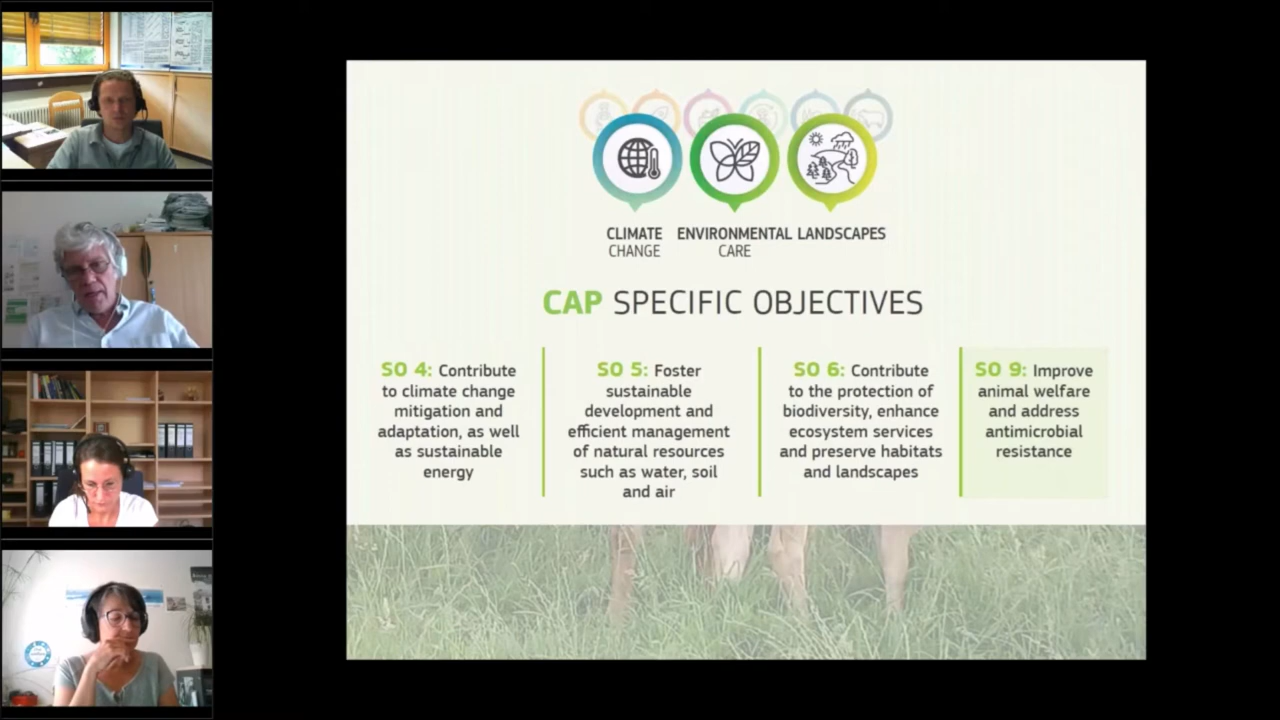 CLIMATE
CHANGE
ENVIRONMENTAL
CARE
LANDSCAPES
CAP SPECIFIC OBJECTIVES
SO 4: Contribute
to climate change
mitigation and
adaptation, as well
as sustainable
energy
SO 5: Foster
sustainable
development and
efficient management
of natural resources
such as water, soil
and air
SO 6: Contribute
to the protection of
biodiversity, enhance
ecosystem services
and preserve habitats
and landscapes
SO 9: Improve
animal welfare
and address
antimicrobial
resistance